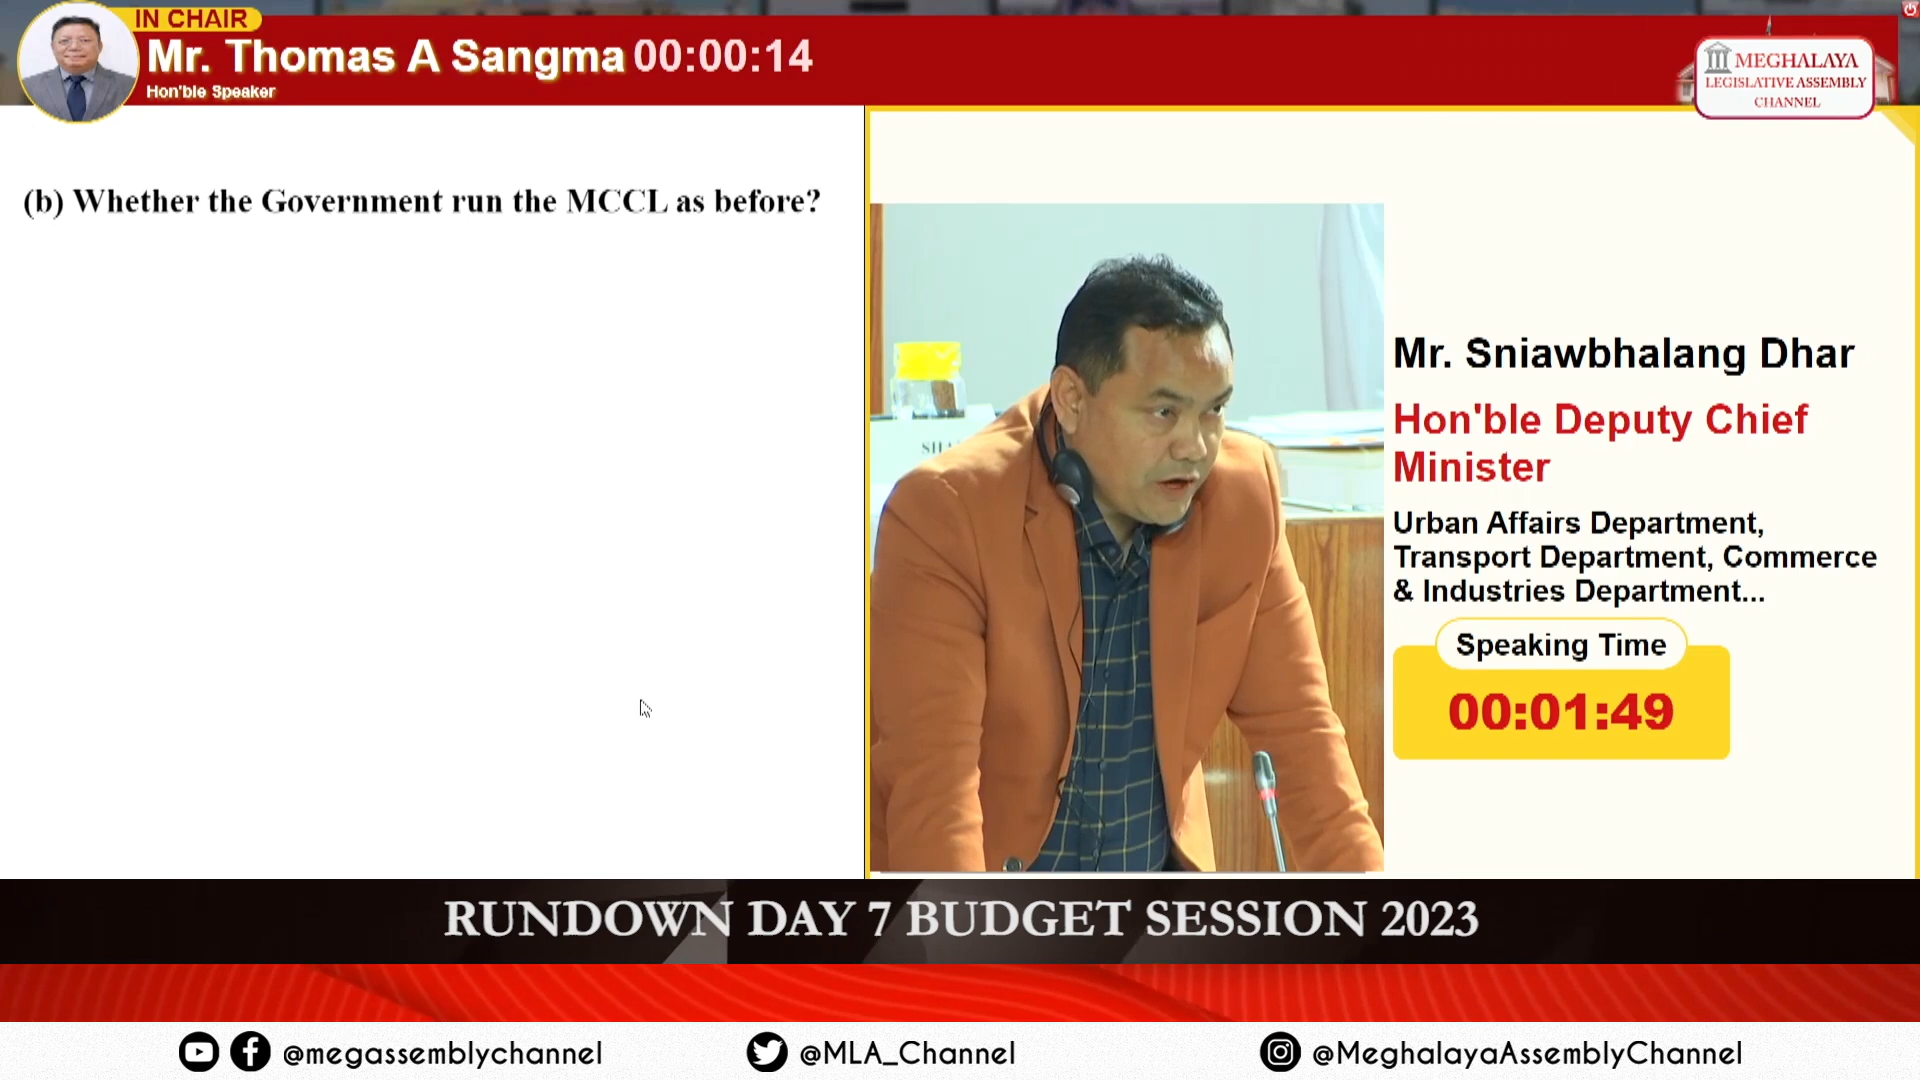 IN CHAIR
Mr. Thomas A Sangma 00:00:14
Hon'ble Speaker
MEGHALAYA
LEGISLATIVE ASSEMBLY
CHANNEL
(b) Whether the Government run the MCCL as before?
Mr. Sniawbhalang Dhar
Hon'ble Deputy Chief
Minister
Urban Affairs Department,
Transport Department, Commerce
& Industries Department...
Speaking Time
00:01:49
RUNDOWN DAY 7 BUDGET SESSION 2023
@megassemblychannel
@MLA_Channel
@MeghalayaAssemblyChannel